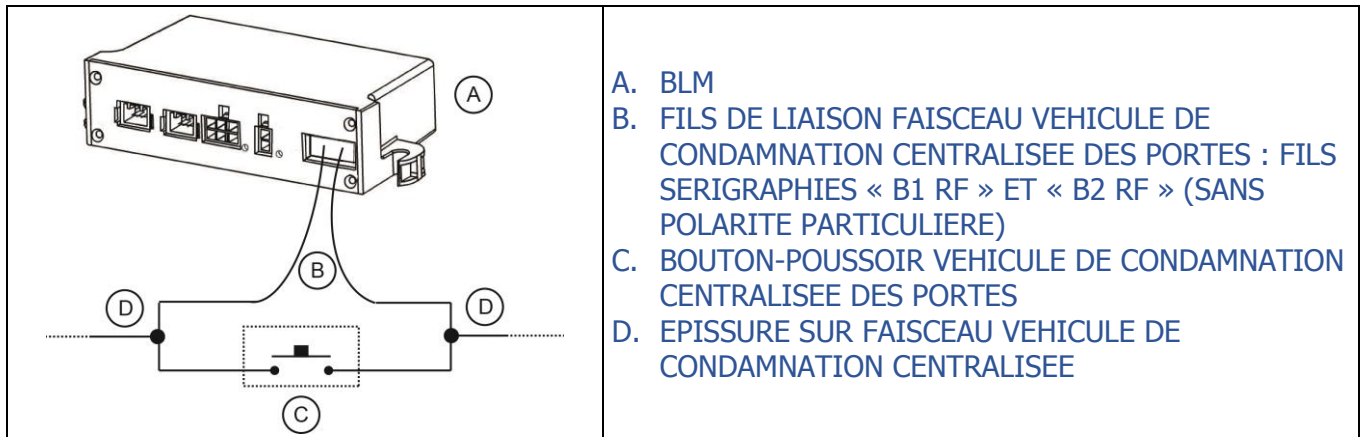 A
B
D
D
C
A. BLM
B. FILS DE LIAISON FAISCEAU VEHICULE DE
CONDAMNATION CENTRALISEE DES PORTES : FILS
SERIGRAPHIES « B1 RF » ET « B2 RF » (SANS
POLARITE PARTICULIERE)
C. BOUTON-POUSSOIR VEHICULE DE CONDAMNATION
CENTRALISEE DES PORTES
D. EPISSURE SUR FAISCEAU VEHICULE DE
CONDAMNATION CENTRALISEE